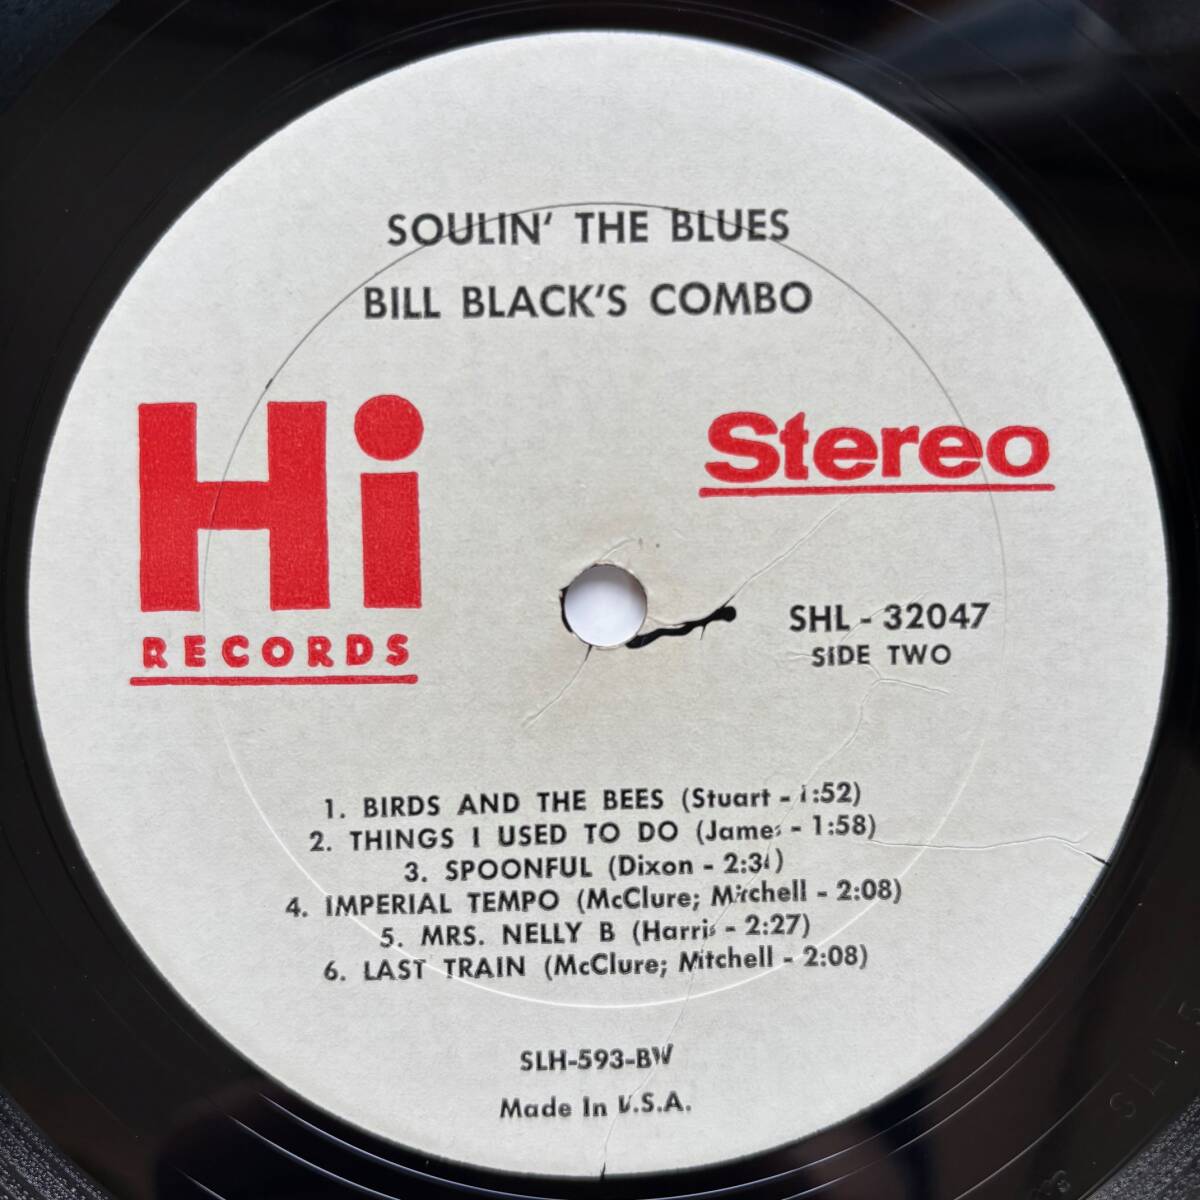 SOULIN' THE BLUES
BILL BLACK'S COMBO
Hi
RECORDS
Stereo
SHL - 32047
SIDE TWO
1. BIRDS AND THE BEES (Stuart - 1:52)
2. THINGS I USED TO DO (James - 1:58)
3. SPOONFUL (Dixon -
4. IMPERIAL TEMPO (McClure; Mitchell - 2:08)
5. MRS. NELLY B (Harris - 2:27)
6. LAST TRAIN (McClure; Mitchell - 2:08)
SLH-593-BW
Made In U.S.A.